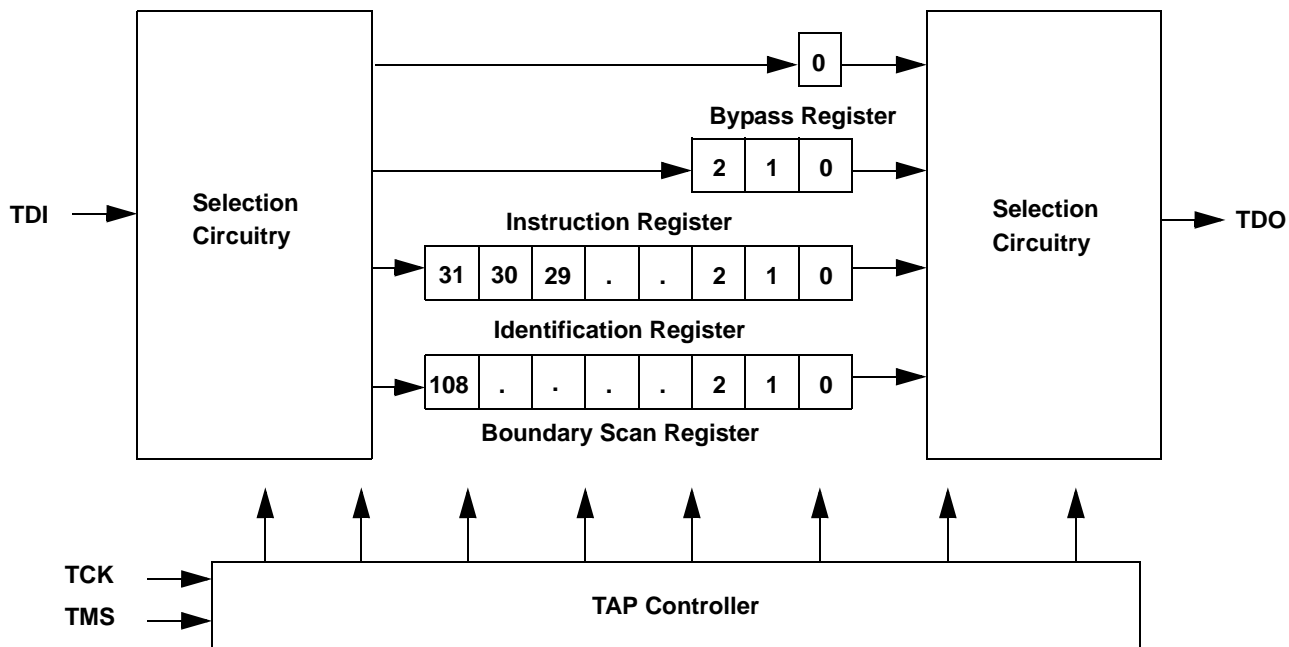 0
Bypass Register
2 1 0
Selection
Circuitry
TDI
Selection
Circuitry
TDO
Instruction Register
31 30 29 . . 2 1 0
Identification Register
108 . . . . 2 1 0
Boundary Scan Register
TCK
TMS
TAP Controller